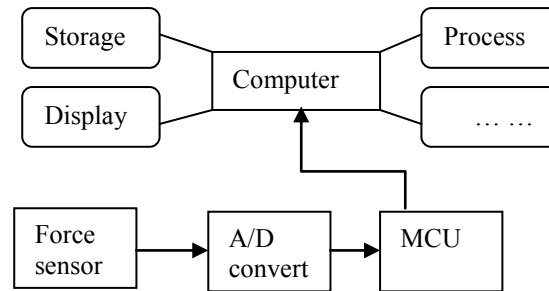 Storage
Process
Computer
Display
... ...
Force
sensor
A/D
convert
MCU